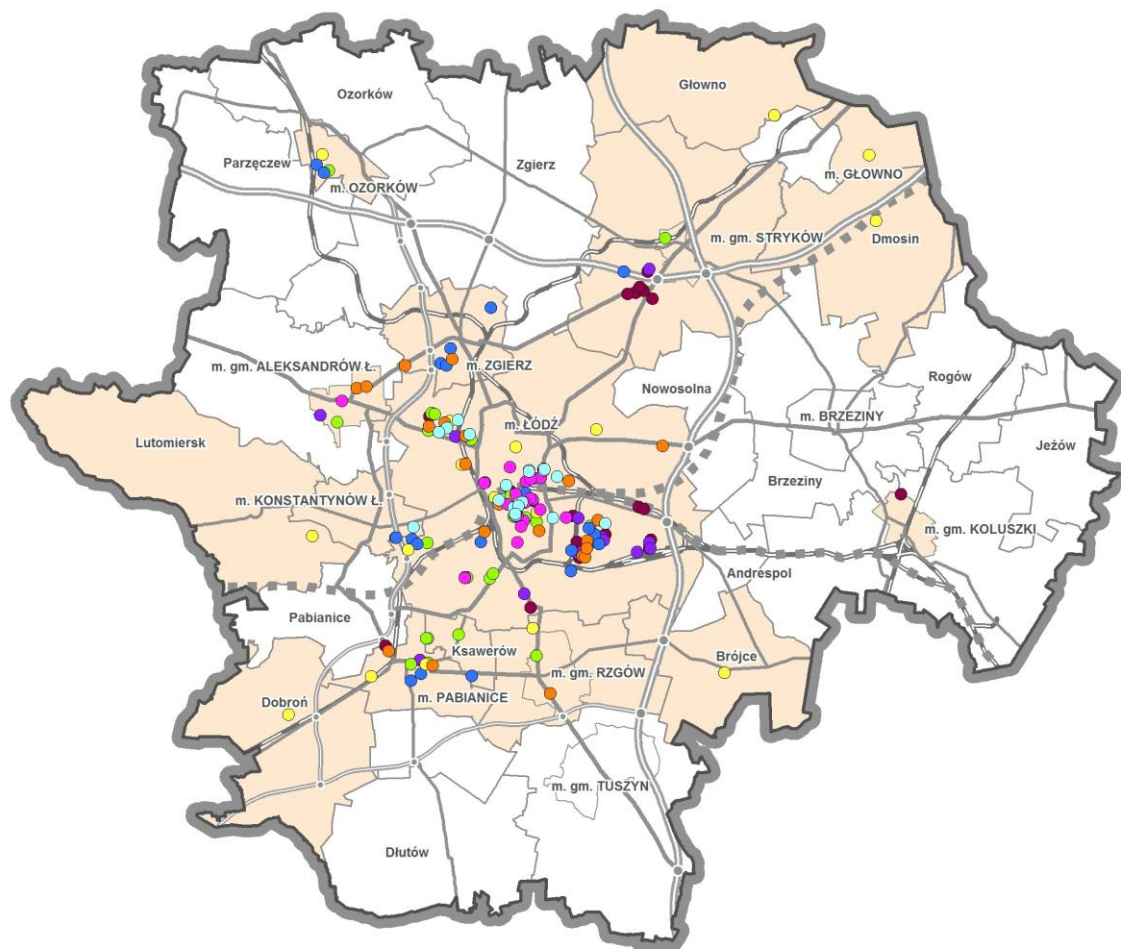 Głowno
Ozorków
Parzęczew
Zgierz
m. GŁOWNO
m. OZORKÓW
m. gm. STRYKÓW
Dmosin
m. gm. ALEKSANDRÓW Ł.
m. ZGIERZ
Nowosolna
Rogów
m. BRZEZINY
m. ŁÓDŹ
Lutomiersk
Jeżów
m. KONSTANTYNÓW Ł.
Brzeziny
m. gm. KOLUSZKI
Andrespol
Pabianice
Ksawerów
Brójce
m. gm. RZGÓW
Dobroń
m. PABIANICE
m. gm. TUSZYN
Dłutów